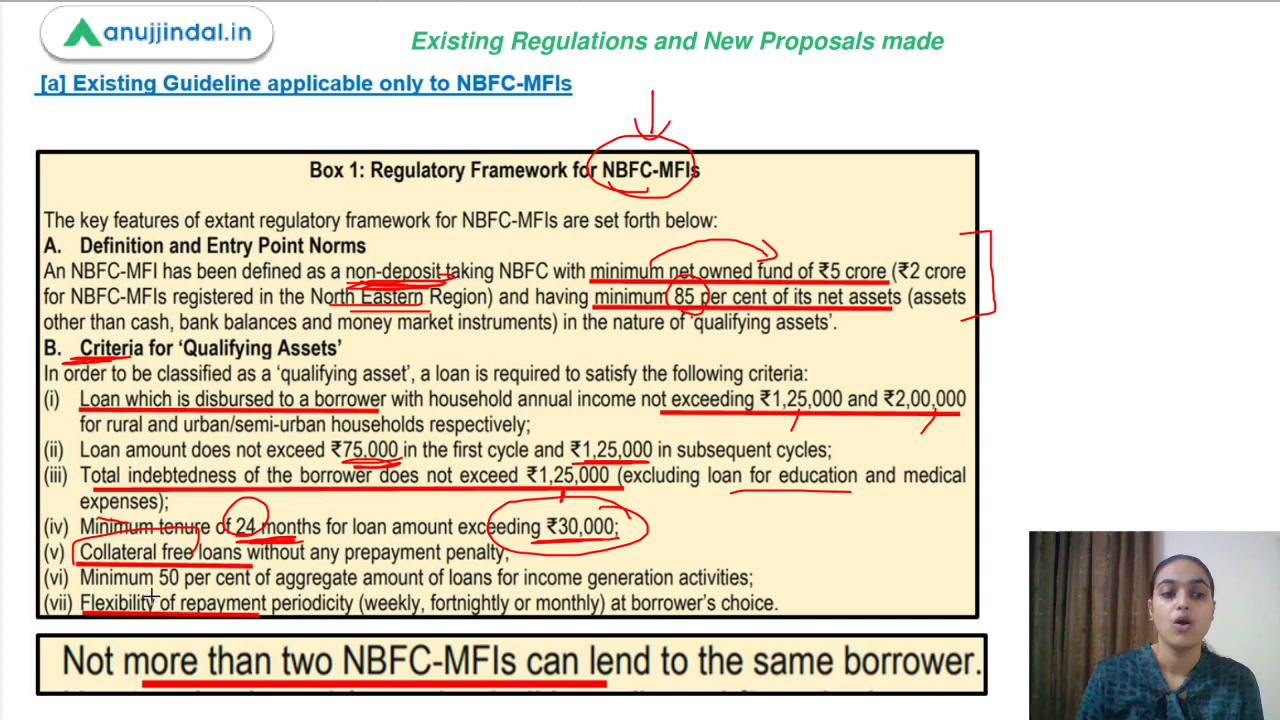 anujjindal.in
Existing Regulations and New Proposals made
[a] Existing Guideline applicable only to NBFC-MFIs
Box 1: Regulatory Framework for NBFC-MFIs
The key features of extant regulatory framework for NBFC-MFIs are set forth below:
A. Definition and Entry Point Norms
An NBFC-MFI has been defined as a non-deposit taking NBFC with minimum net owned fund of ₹5 crore (₹2 crore
for NBFC-MFIs registered in the North Eastern Region) and having minimum 85 per cent of its net assets (assets
other than cash, bank balances and money market instruments) in the nature of 'qualifying assets'.
B. Criteria for 'Qualifying Assets'
In order to be classified as a 'qualifying asset', a loan is required to satisfy the following criteria:
(i) Loan which is disbursed to a borrower with household annual income not exceeding ₹1,25,000 and ₹2,00,000
for rural and urban/semi-urban households respectively;
(ii) Loan amount does not exceed ₹75,000 in the first cycle and ₹1,25,000 in subsequent cycles;
(iii) Total indebtedness of the borrower does not exceed ₹1,25,000 (excluding loan for education and medical
expenses);
(iv) Minimum tenure of 24 months for loan amount exceeding ₹30,000;
(v) Collateral free loans without any prepayment penalty;
(vi) Minimum 50 per cent of aggregate amount of loans for income generation activities;
(vii) Flexibility of repayment periodicity (weekly, fortnightly or monthly) at borrower's choice.
Not more than two NBFC-MFIs can lend to the same borrower.